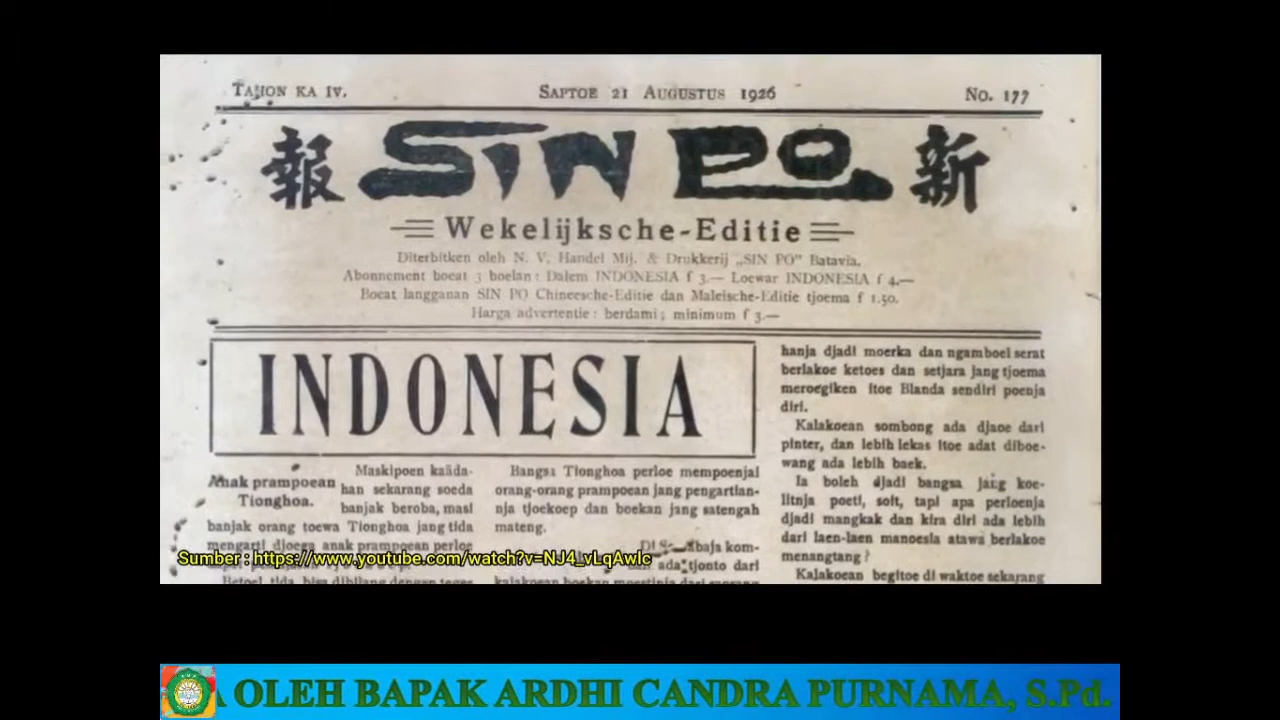 TAHON KA IV. SAPTOE 21 AUGUSTUS 1926 No. 177
報 SIN PO 新
Wekelijksche-Editie
Diterbitken oleh N. V. Handel Mij. & Drukkerij „SIN PO" Batavia.
Abonnement boeat 3 boelan: Dalem INDONESIA f 3.— Loewar INDONESIA f 4.—
Boeat langganan SIN PO Chineesche-Editie dan Maleische-Editie tjoema f 1.50.
Harga advertentie: berdami; minimum f 3.—
INDONESIA
Anak prampoean
Tionghoa.
Maskipoen kaäda-
han sekarang soeda
banjak beroba, masi
banjak orang toewa Tionghoa jang tida
mengarti djoega anak prampoean perloe
Bangsa Tionghoa perloe mempoenjai
orang-orang prampoean jang pengartian-
nja tjoekoep dan boekan jang satengah
mateng.
baja kom-
ada tjonto dari
hanja djadi moerka dan ngamboel serat
berlakoe ketoes dan setjara jang tjoema
meroegiken itoe Blanda sendiri poenja
diri.
Kalakoean sombong ada djaoe dari
pinter, dan lebih lekas itoe adat diboe-
wang ada lebih baek.
Ia boleh djadi bangsa jang koe-
litnja poeti, soit, tapi apa perloenja
djadi mangkak dan kira diri ada lebih
dari laen-laen manoesia atawa berlakoe
menangtang?
Kalakoean begitoe di waktoe sekarang
Sumber : https://www.youtube.com/watch?v=NJ4_vLqAwlc
A OLEH BAPAK ARDHI CANDRA PURNAMA, S.Pd.